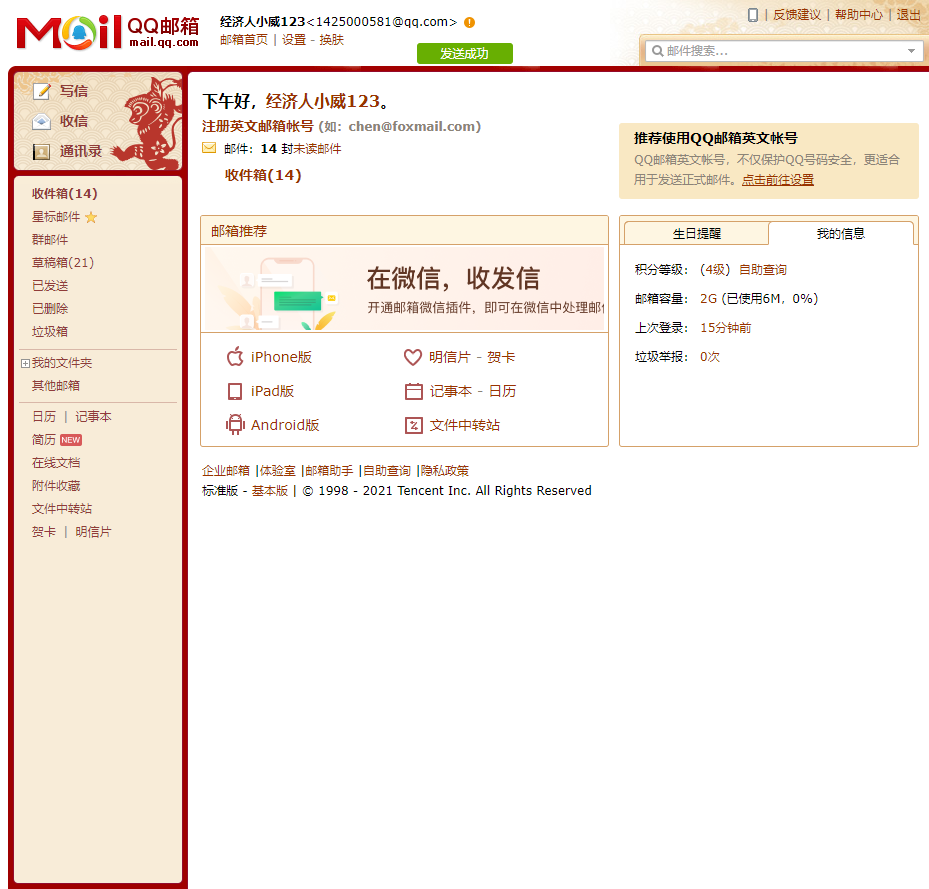 MAil QQ邮箱
mail.qq.com
经济人小威123<1425000581@qq.com>
邮箱首页 | 设置 - 换肤
发送成功
| 反馈建议 | 帮助中心 | 退出
邮件搜索...
写信
收信
通讯录
收件箱(14)
星标邮件
群邮件
草稿箱(21)
已发送
已删除
垃圾箱
我的文件夹
其他邮箱
日历 | 记事本
简历 NEW
在线文档
附件收藏
文件中转站
贺卡 | 明信片
下午好，经济人小威123。
注册英文邮箱帐号 (如：chen@foxmail.com)
邮件：14 封未读邮件
收件箱(14)
推荐使用QQ邮箱英文帐号
QQ邮箱英文帐号，不仅保护QQ号码安全，更适合
用于发送正式邮件。点击前往设置
邮箱推荐
在微信，收发信
开通邮箱微信插件，即可在微信中处理邮
iPhone版
明信片 - 贺卡
iPad版
记事本 - 日历
Android版
文件中转站
生日提醒
我的信息
积分等级： (4级) 自助查询
邮箱容量： 2G (已使用6M，0%)
上次登录： 15分钟前
垃圾举报： 0次
企业邮箱 |体验室 |邮箱助手 |自助查询 |隐私政策
标准版 - 基本版 | © 1998 - 2021 Tencent Inc. All Rights Reserved